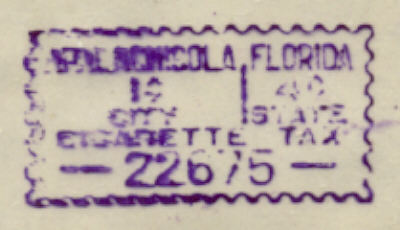 APALACHICOLA, FLORIDA
1¢ 4¢
CITY STATE
CIGARETTE TAX
— 22675 —